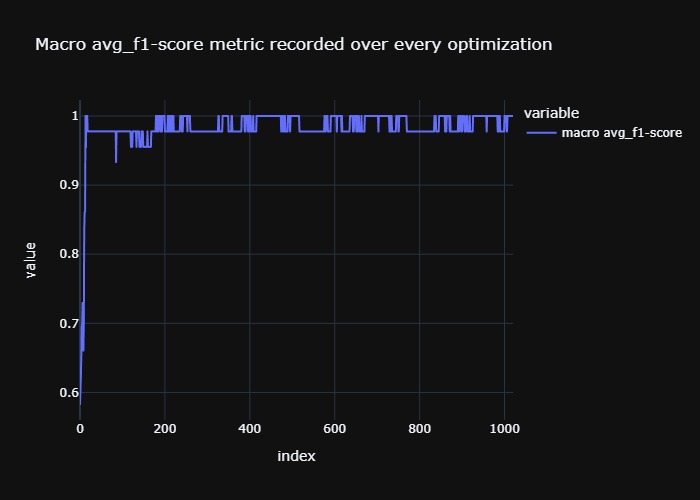 Macro avg_f1-score metric recorded over every optimization
variable
macro avg_f1-score
1
0.9
0.8
0.7
0.6
value
0
200
400
600
800
1000
index